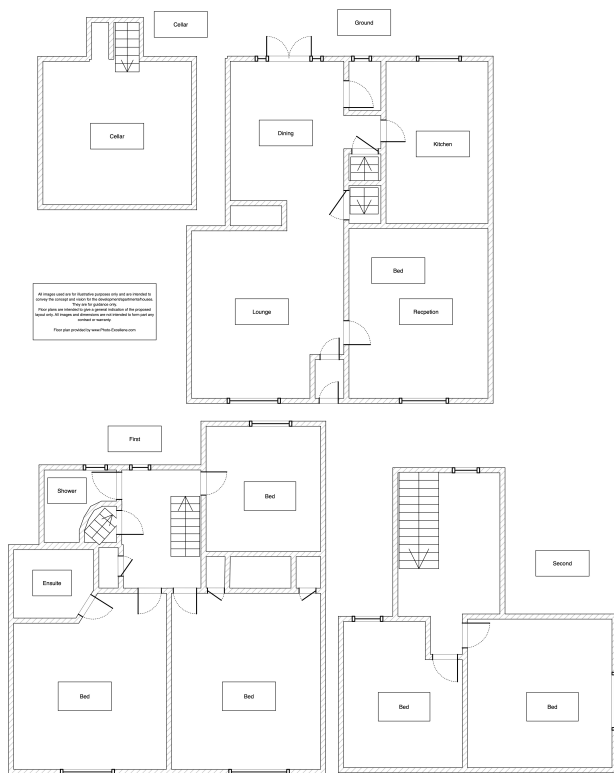 Cellar
Ground
Cellar
Dining
Kitchen
Bed
Lounge
Recpetion
All images used are for illustrative purposes only and are intended to
convey the concept and vision for the development/apartments/houses.
They are for guidance only.
Floor plans are intended to give a general indication of the proposed
layout only. All images and dimensions are not intended to form part any
contract or warranty.
Floor plan provided by www.Photo-Excellene.com
First
Shower
Bed
Ensuite
Second
Bed
Bed
Bed
Bed